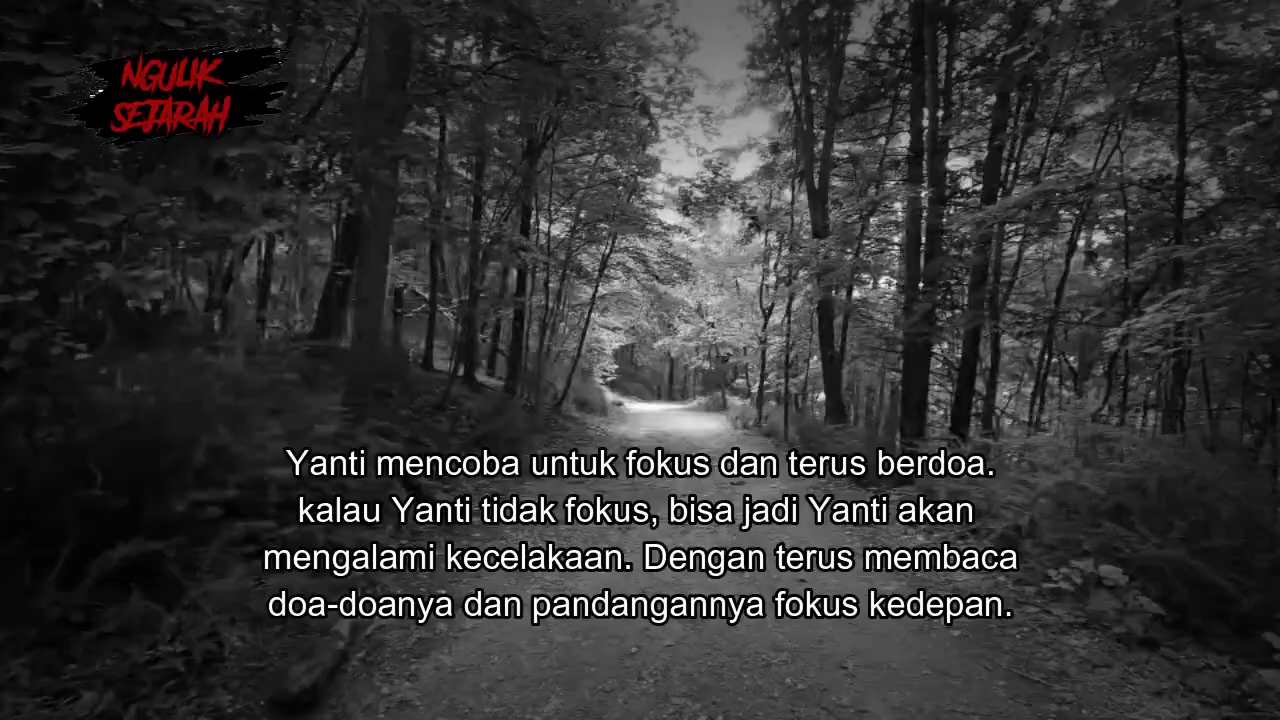 NGULIK
SEJARAH
Yanti mencoba untuk fokus dan terus berdoa.
kalau Yanti tidak fokus, bisa jadi Yanti akan
mengalami kecelakaan. Dengan terus membaca
doa-doanya dan pandangannya fokus kedepan.